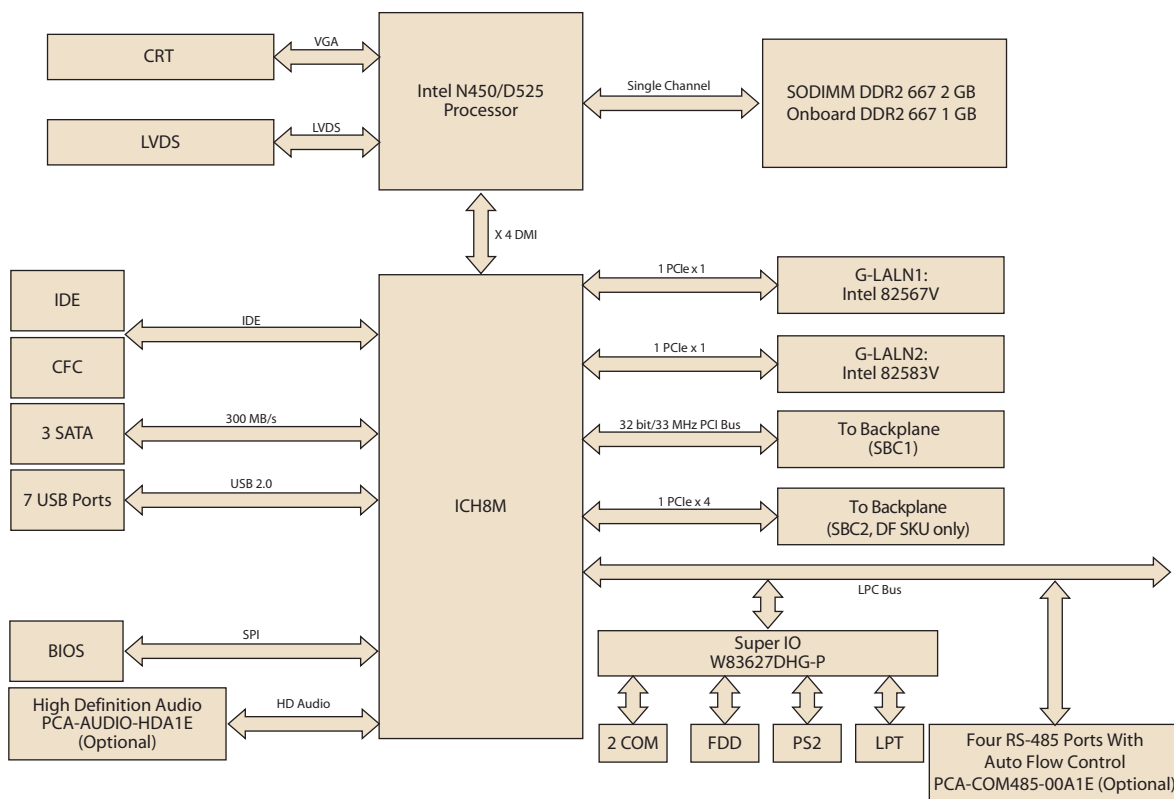 CRT
VGA
Intel N450/D525
Processor
Single Channel
SODIMM DDR2 667 2 GB
Onboard DDR2 667 1 GB
LVDS
LVDS
X 4 DMI
IDE
IDE
CFC
3 SATA
300 MB/s
7 USB Ports
USB 2.0
ICH8M
1 PCIe x 1
G-LALN1:
Intel 82567V
1 PCIe x 1
G-LALN2:
Intel 82583V
32 bit/33 MHz PCI Bus
To Backplane
(SBC1)
1 PCIe x 4
To Backplane
(SBC2, DF SKU only)
LPC Bus
BIOS
SPI
Super IO
W83627DHG-P
High Definition Audio
PCA-AUDIO-HDA1E
(Optional)
HD Audio
2 COM
FDD
PS2
LPT
Four RS-485 Ports With
Auto Flow Control
PCA-COM485-00A1E (Optional)